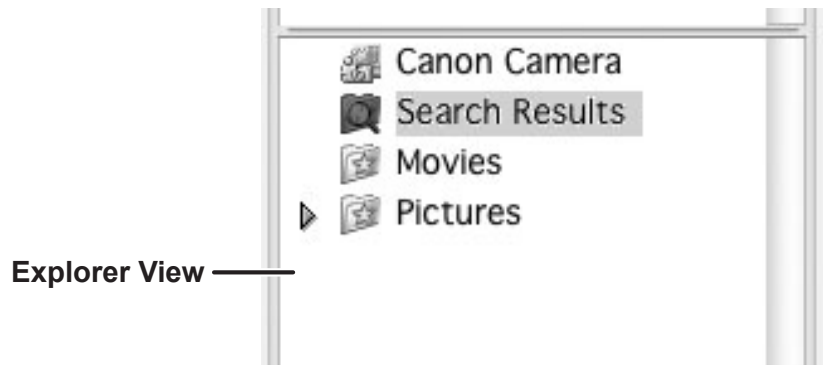 Canon Camera
Search Results
Movies
Pictures
Explorer View